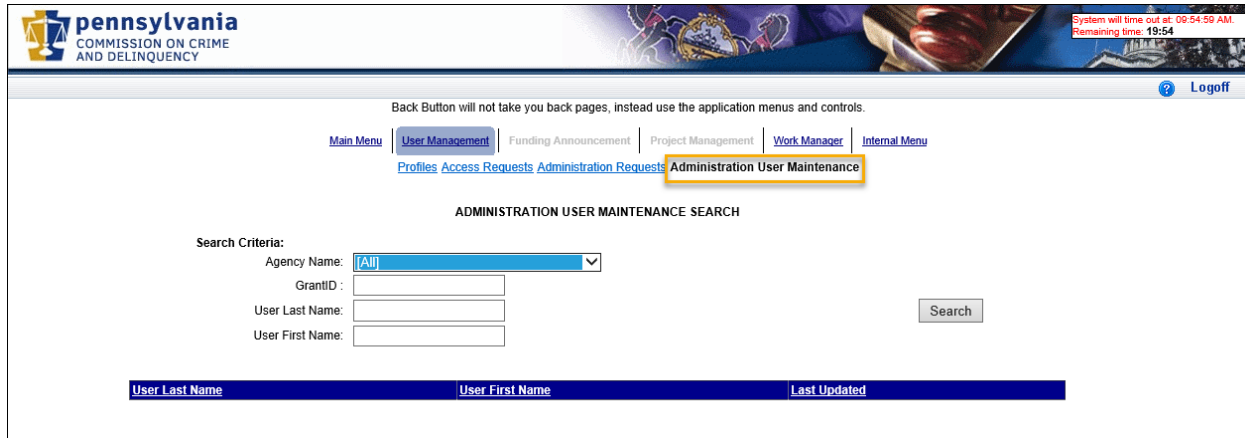 pennsylvania
COMMISSION ON CRIME
AND DELINQUENCY
System will time out at: 09:54:59 AM.
Remaining time: 19:54
? Logoff
Back Button will not take you back pages, instead use the application menus and controls.
Main Menu User Management Funding Announcement Project Management Work Manager Internal Menu
Profiles Access Requests Administration Requests Administration User Maintenance
ADMINISTRATION USER MAINTENANCE SEARCH
Search Criteria:
Agency Name: [All]
GrantID :
User Last Name:
Search
User First Name:
User Last Name User First Name Last Updated